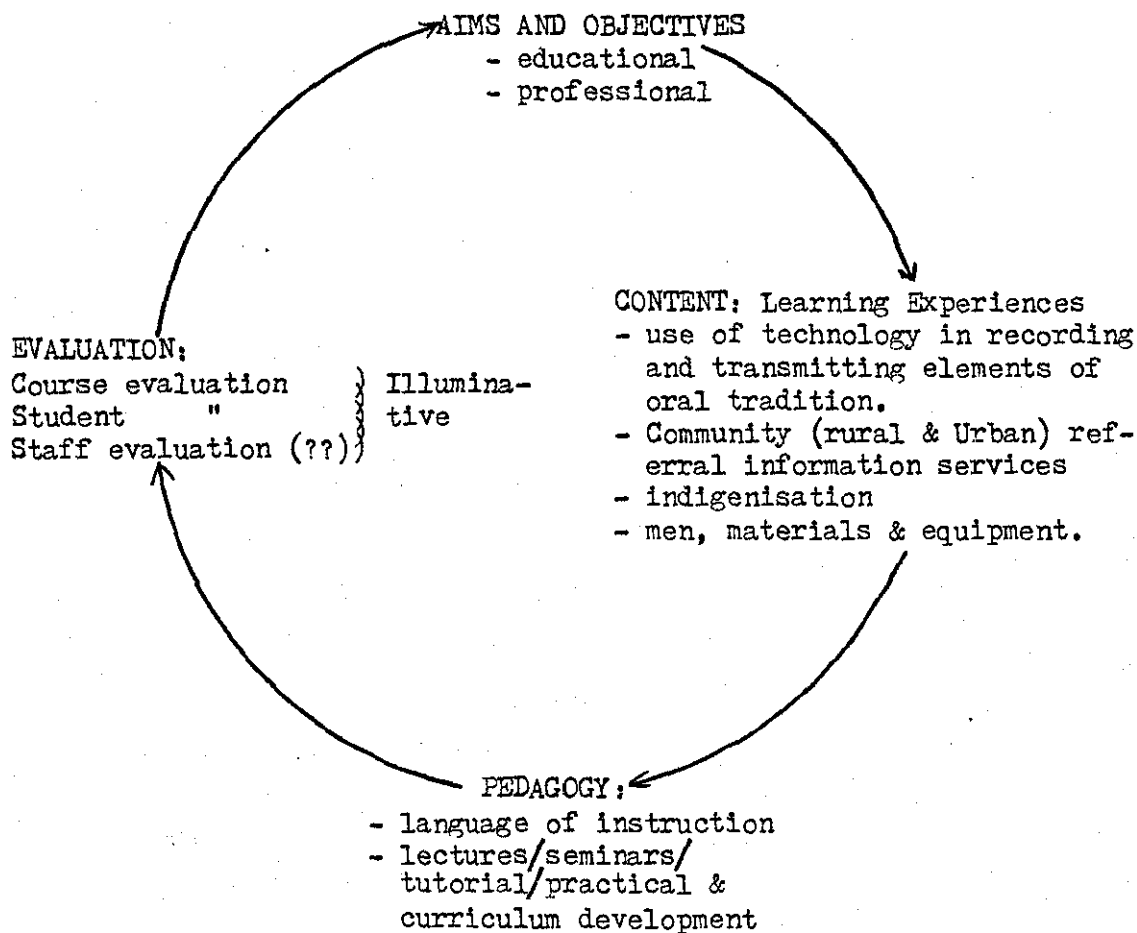 AIMS AND OBJECTIVES
- educational
- professional
CONTENT: Learning Experiences
- use of technology in recording
and transmitting elements of
oral tradition.
- Community (rural & Urban) ref-
erral information services
- indigenisation
- men, materials & equipment.
PEDAGOGY:
- language of instruction
- lectures/seminars/
tutorial/practical &
curriculum development
EVALUATION:
Course evaluation
Student "
Staff evaluation (??)
Illumina-
tive